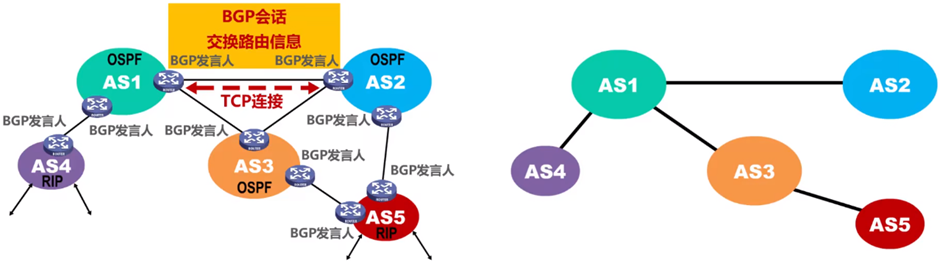 BGP会话
交换路由信息
OSPF
BGP发言人
BGP发言人
OSPF
AS1
AS2
TCP连接
BGP发言人
BGP发言人
BGP发言人
BGP发言人
AS4
RIP
AS3
OSPF
BGP发言人
BGP发言人
BGP发言人
AS5
RIP
AS1
AS2
AS4
AS3
AS5